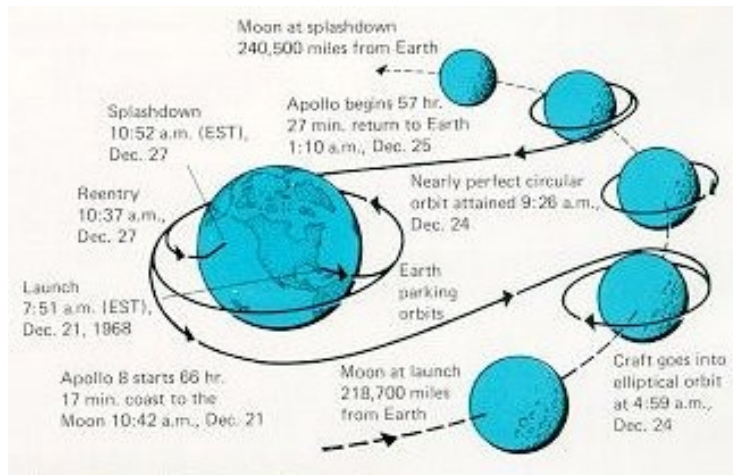 Moon at splashdown
240,500 miles from Earth
Splashdown
10:52 a.m. (EST),
Dec. 27
Apollo begins 57 hr.
27 min. return to Earth
1:10 a.m., Dec. 25
Reentry
10:37 a.m.,
Dec. 27
Nearly perfect circular
orbit attained 9:26 a.m.,
Dec. 24
Launch
7:51 a.m. (EST),
Dec. 21, 1968
Earth
parking
orbits
Apollo 8 starts 66 hr.
17 min. coast to the
Moon 10:42 a.m., Dec. 21
Moon at launch
218,700 miles
from Earth
Craft goes into
elliptical orbit
at 4:59 a.m.,
Dec. 24